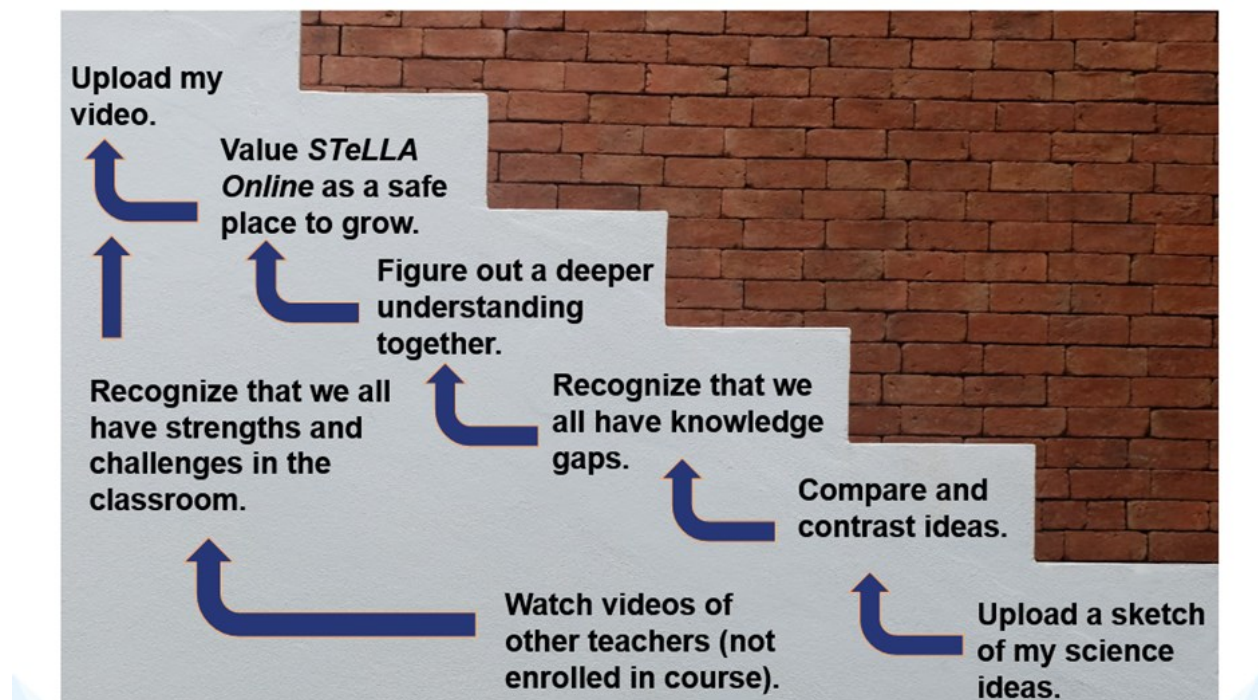 Upload my
video.
Value STeLLA
Online as a safe
place to grow.
Figure out a deeper
understanding
together.
Recognize that we all
have strengths and
challenges in the
classroom.
Recognize that we
all have knowledge
gaps.
Compare and
contrast ideas.
Watch videos of
other teachers (not
enrolled in course).
Upload a sketch
of my science
ideas.